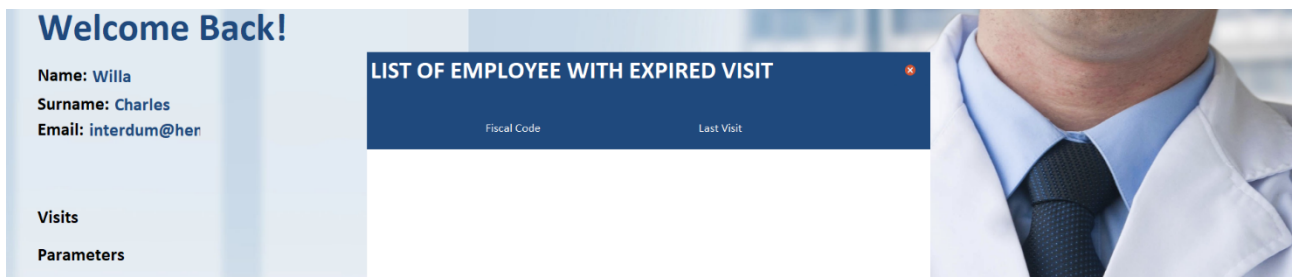 Welcome Back!
Name: Willa
Surname: Charles
Email: interdum@hen
Visits
Parameters
LIST OF EMPLOYEE WITH EXPIRED VISIT
Fiscal Code Last Visit